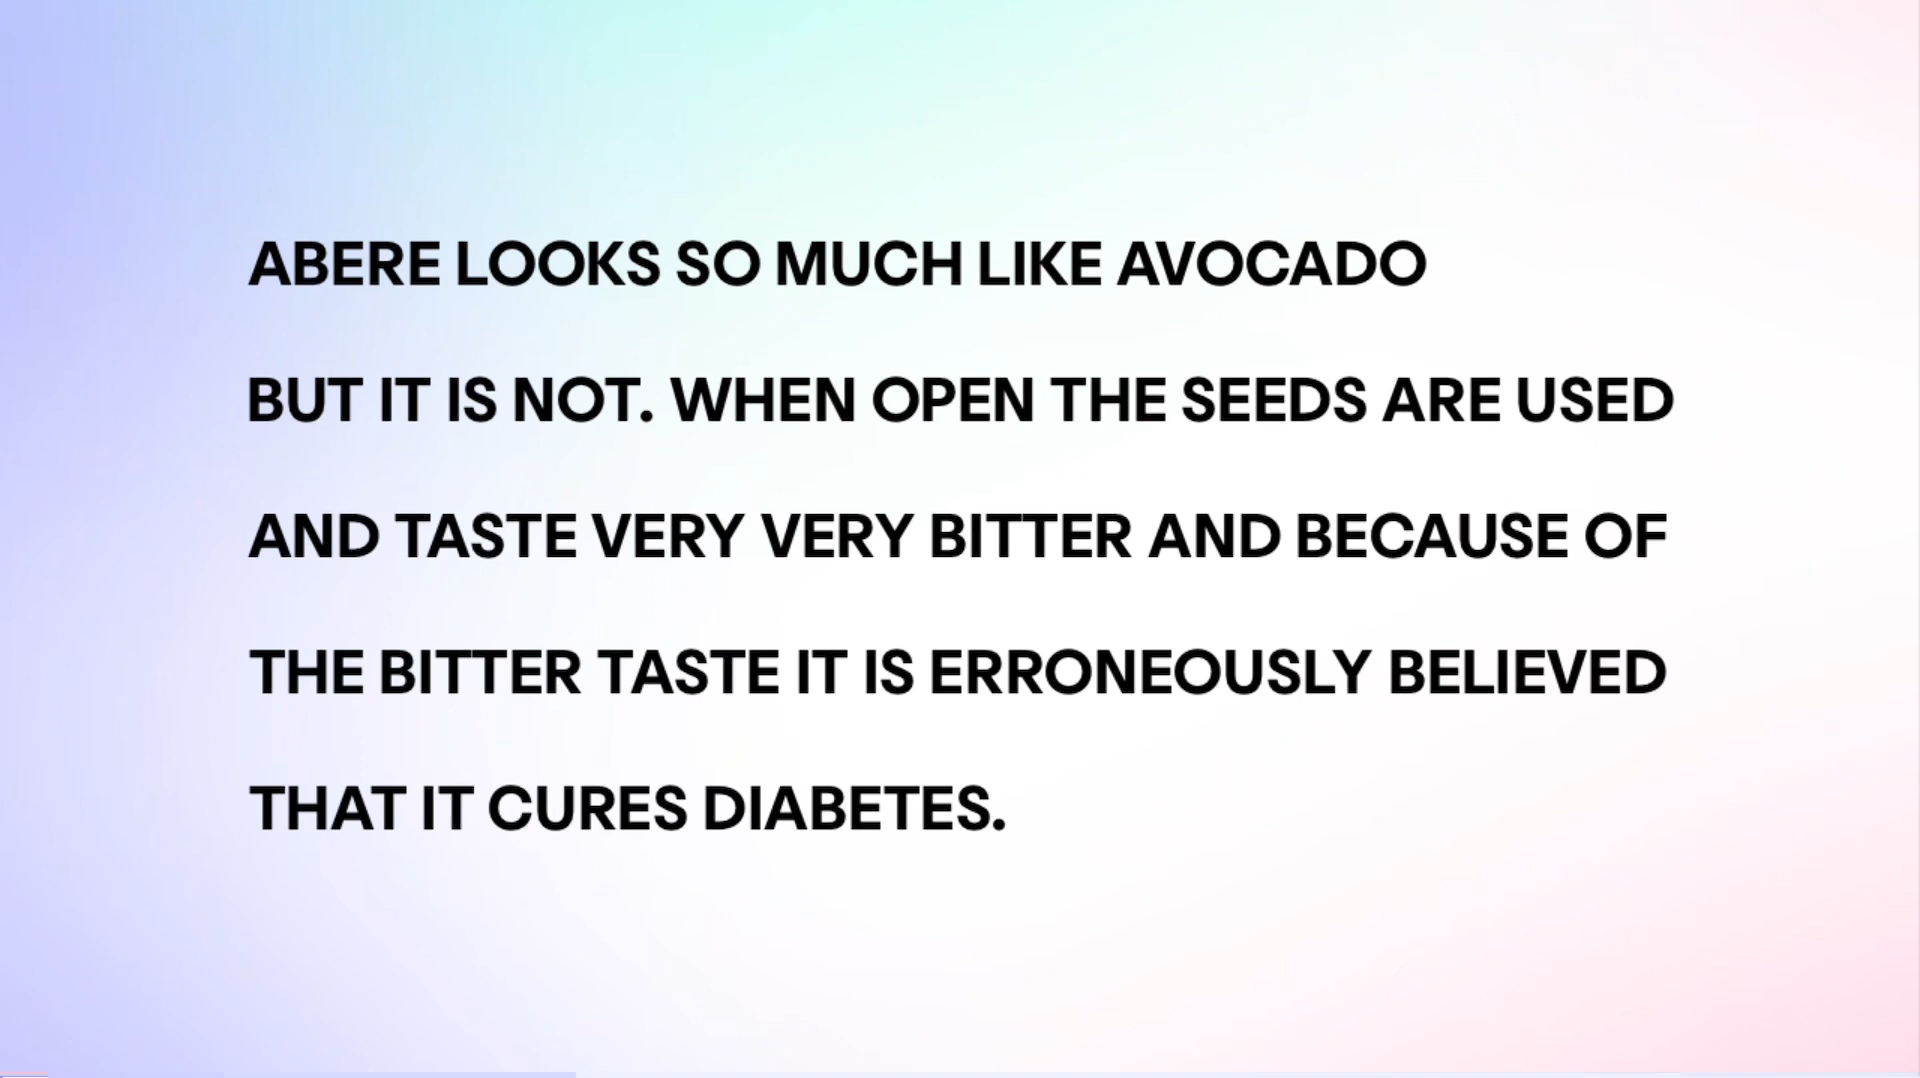 ABERE LOOKS SO MUCH LIKE AVOCADO
BUT IT IS NOT. WHEN OPEN THE SEEDS ARE USED
AND TASTE VERY VERY BITTER AND BECAUSE OF
THE BITTER TASTE IT IS ERRONEOUSLY BELIEVED
THAT IT CURES DIABETES.